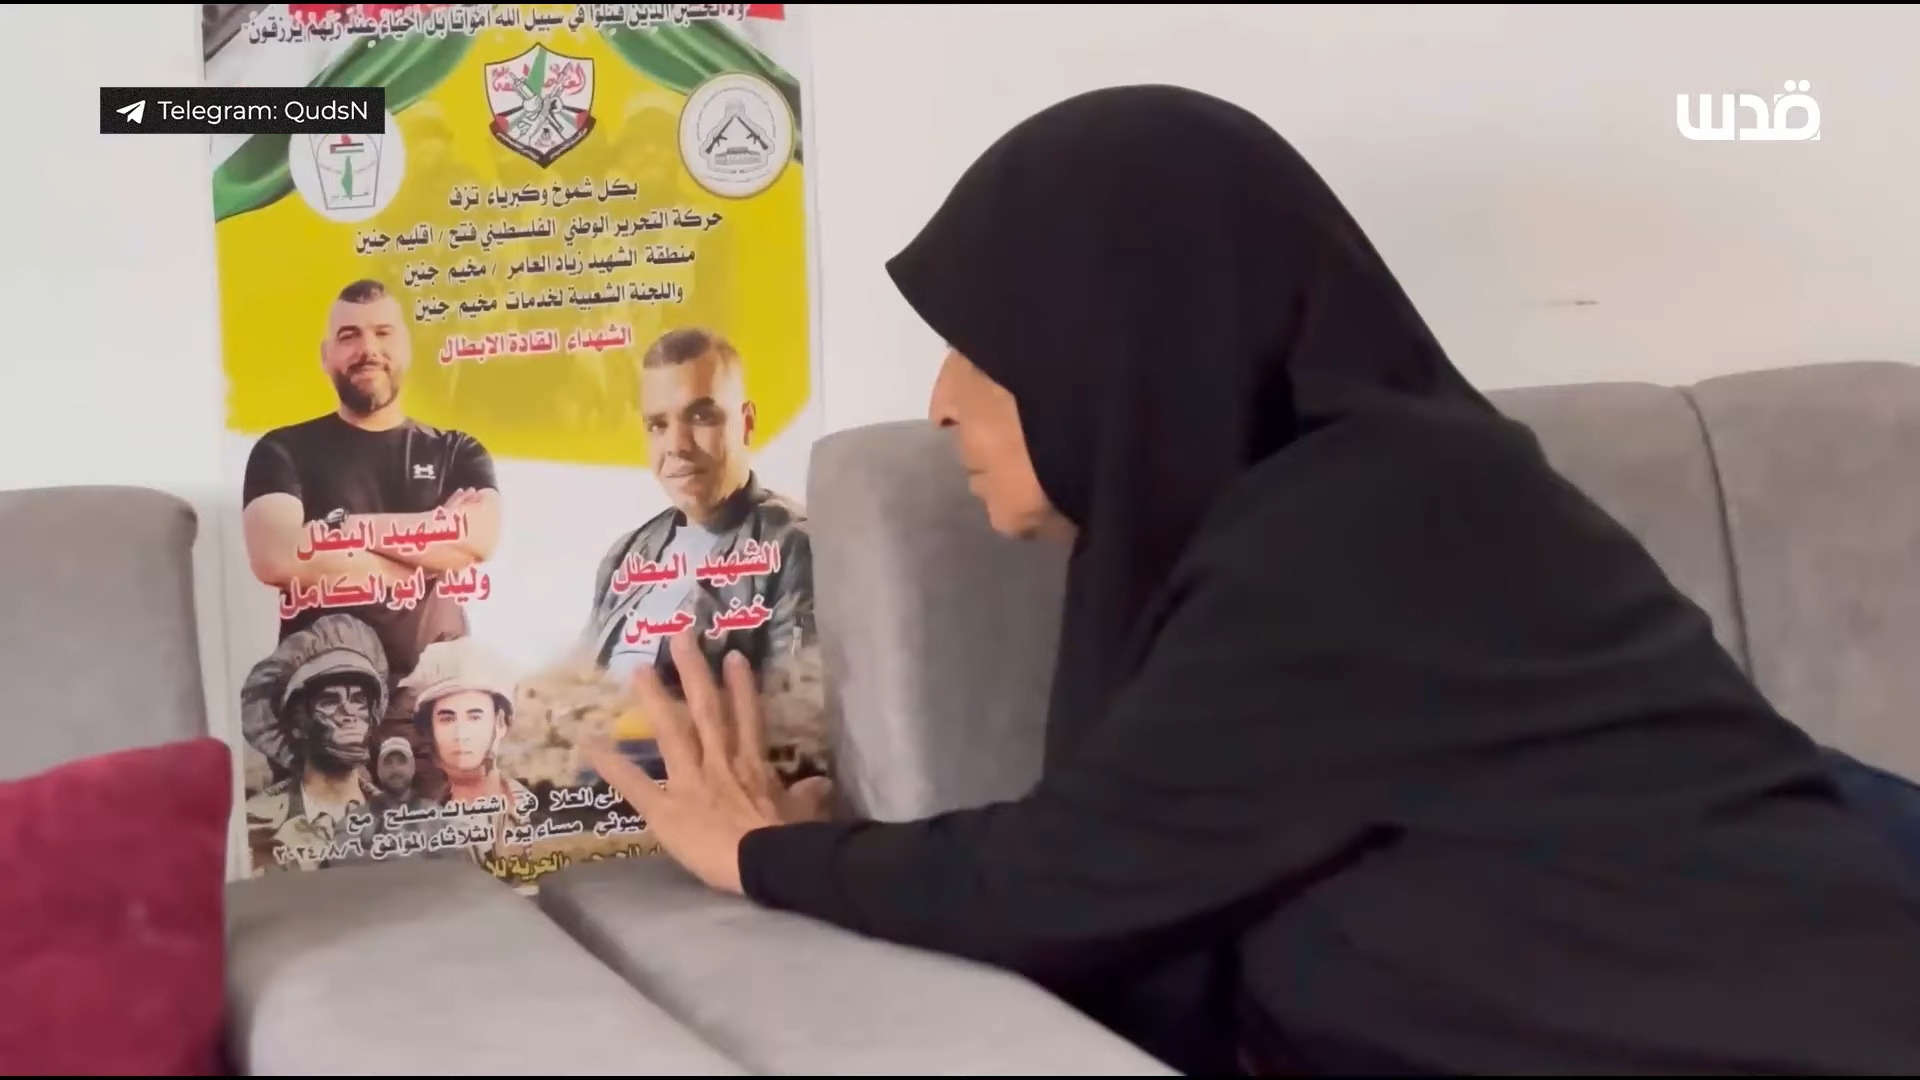 ولا تحسبن الذين قتلوا في سبيل الله امواتا بل أحياء عند ربهم يرزقون"
Telegram: QudsN
قدس
العاصفة
بكل شموخ وكبرياء تزف
حركة التحرير الوطني الفلسطيني فتح / اقليم جنين
منطقة الشهيد زياد العامر / مخيم جنين
واللجنة الشعبية لخدمات مخيم جنين
الشهداء القادة الابطال
الشهيد البطل
وليد ابو الكامل
الشهيد البطل
خضر حسين
الى العلا في اشتباك مسلح مع
مساء يوم الثلاثاء الموافق ٢٠٢٤/٨/٦
والحرية